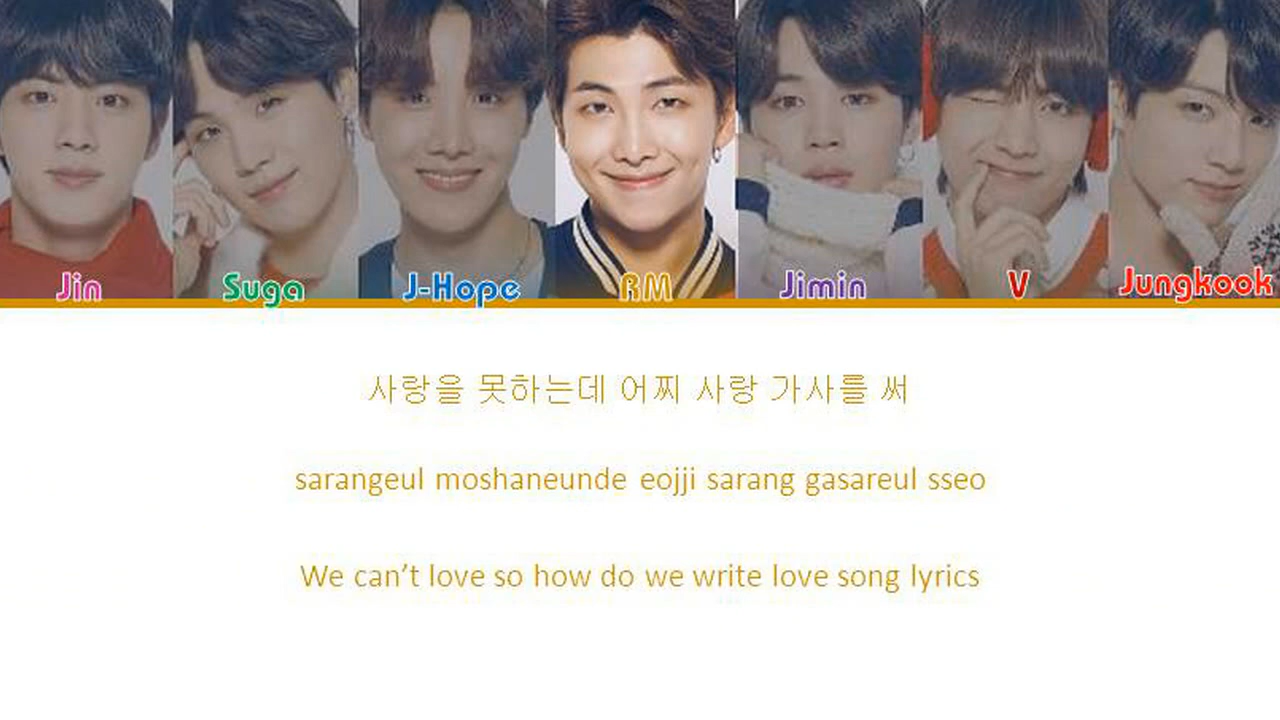 Jin Suga J-Hope RM Jimin V Jungkook
사랑을 못하는데 어찌 사랑 가사를 써
sarangeul moshaneunde eojji sarang gasareul sseo
We can’t love so how do we write love song lyrics